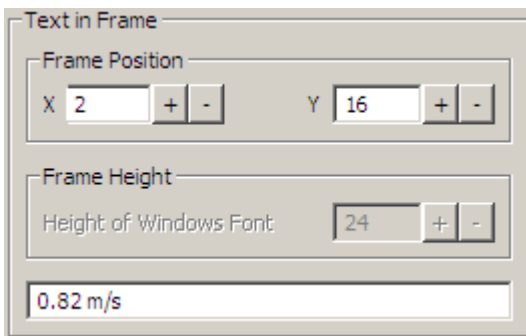 Text in Frame
Frame Position
X 2 + - Y 16 + -
Frame Height
Height of Windows Font 24 + -
0.82 m/s